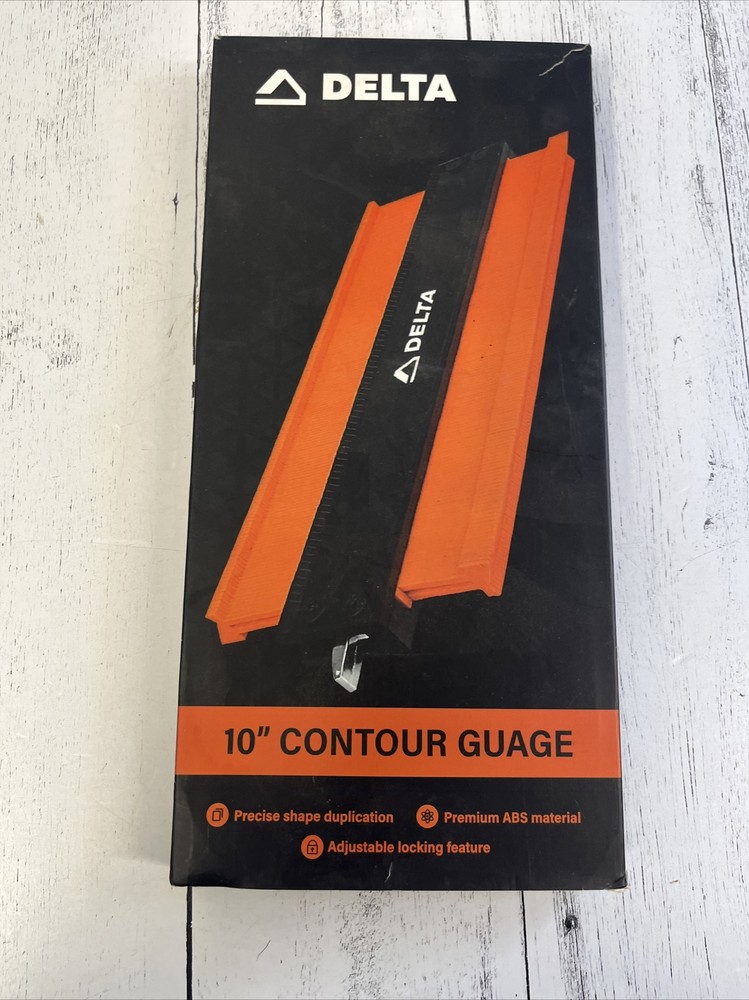 DELTA
DELTA
10" CONTOUR GUAGE
Precise shape duplication
Premium ABS material
Adjustable locking feature